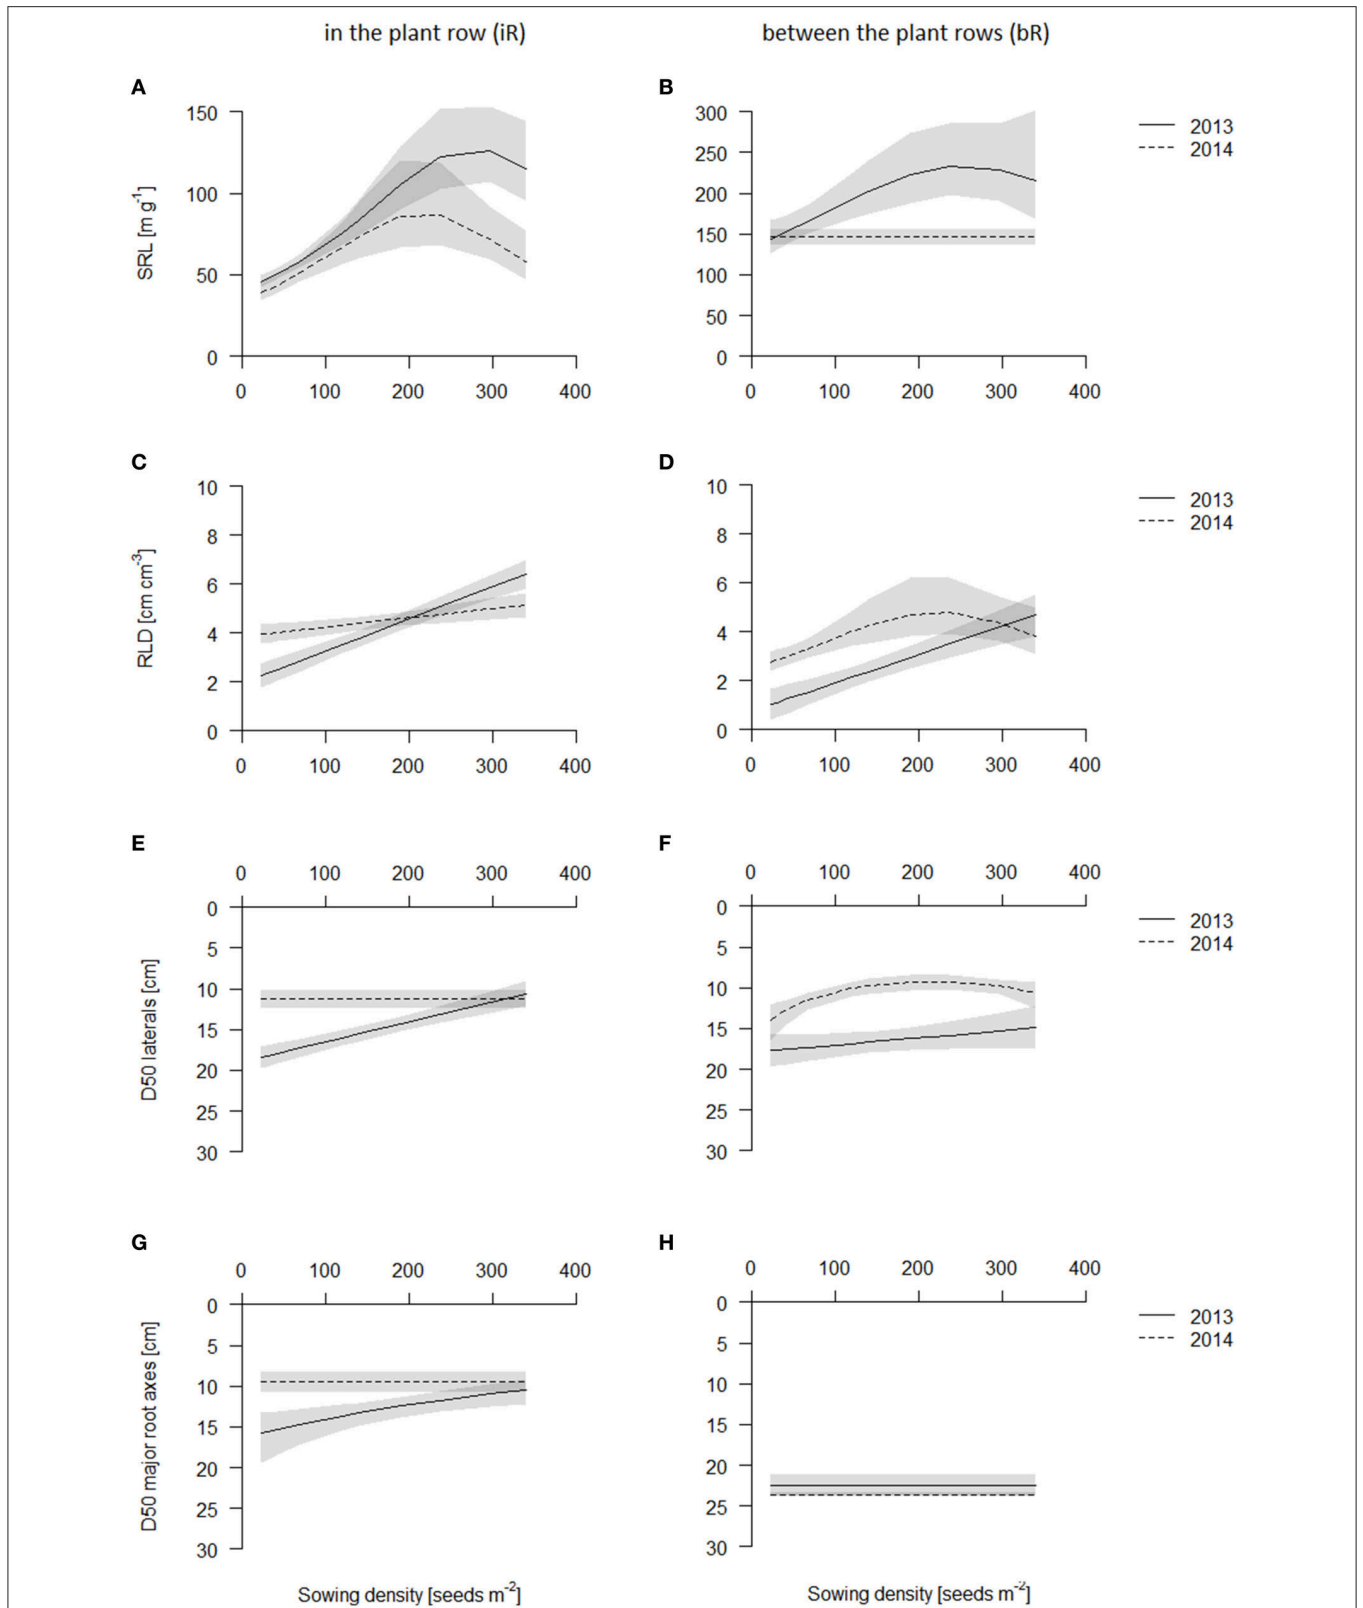 in the plant row (iR)
between the plant rows (bR)
A
150
100
50
0
SRL [m g⁻¹]
0 100 200 300 400
B
300
250
200
150
100
50
0
0 100 200 300 400
2013
2014
C
10
8
6
4
2
0
RLD [cm cm⁻³]
0 100 200 300 400
D
10
8
6
4
2
0
0 100 200 300 400
2013
2014
E
0 100 200 300 400
0
5
10
15
20
25
30
D50 laterals [cm]
F
0 100 200 300 400
0
5
10
15
20
25
30
2013
2014
G
0 100 200 300 400
0
5
10
15
20
25
30
D50 major root axes [cm]
Sowing density [seeds m⁻²]
H
0 100 200 300 400
0
5
10
15
20
25
30
2013
2014
Sowing density [seeds m⁻²]